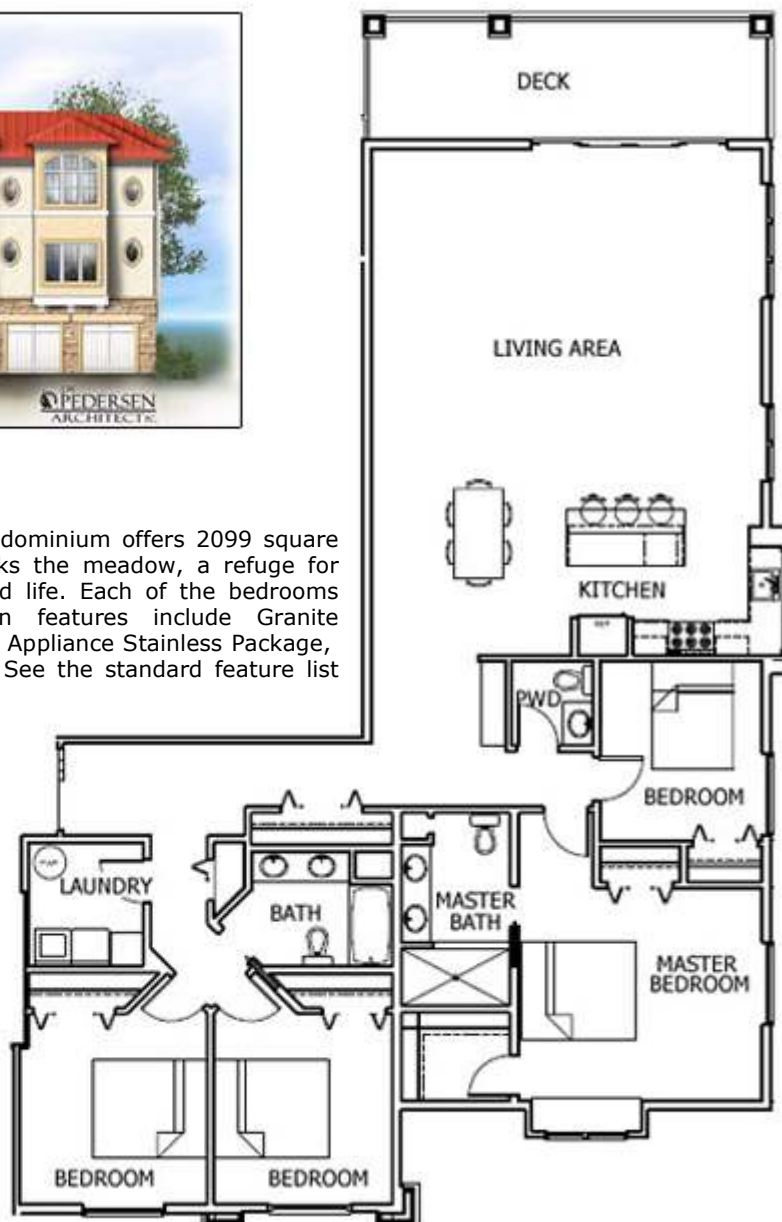 DECK
LIVING AREA
PEDERSEN
ARCHITECT
dominium offers 2099 square
ks the meadow, a refuge for
d life. Each of the bedrooms
n features include Granite
Appliance Stainless Package,
See the standard feature list
KITCHEN
PWD
BEDROOM
LAUNDRY
BATH
MASTER
BATH
MASTER
BEDROOM
BEDROOM
BEDROOM